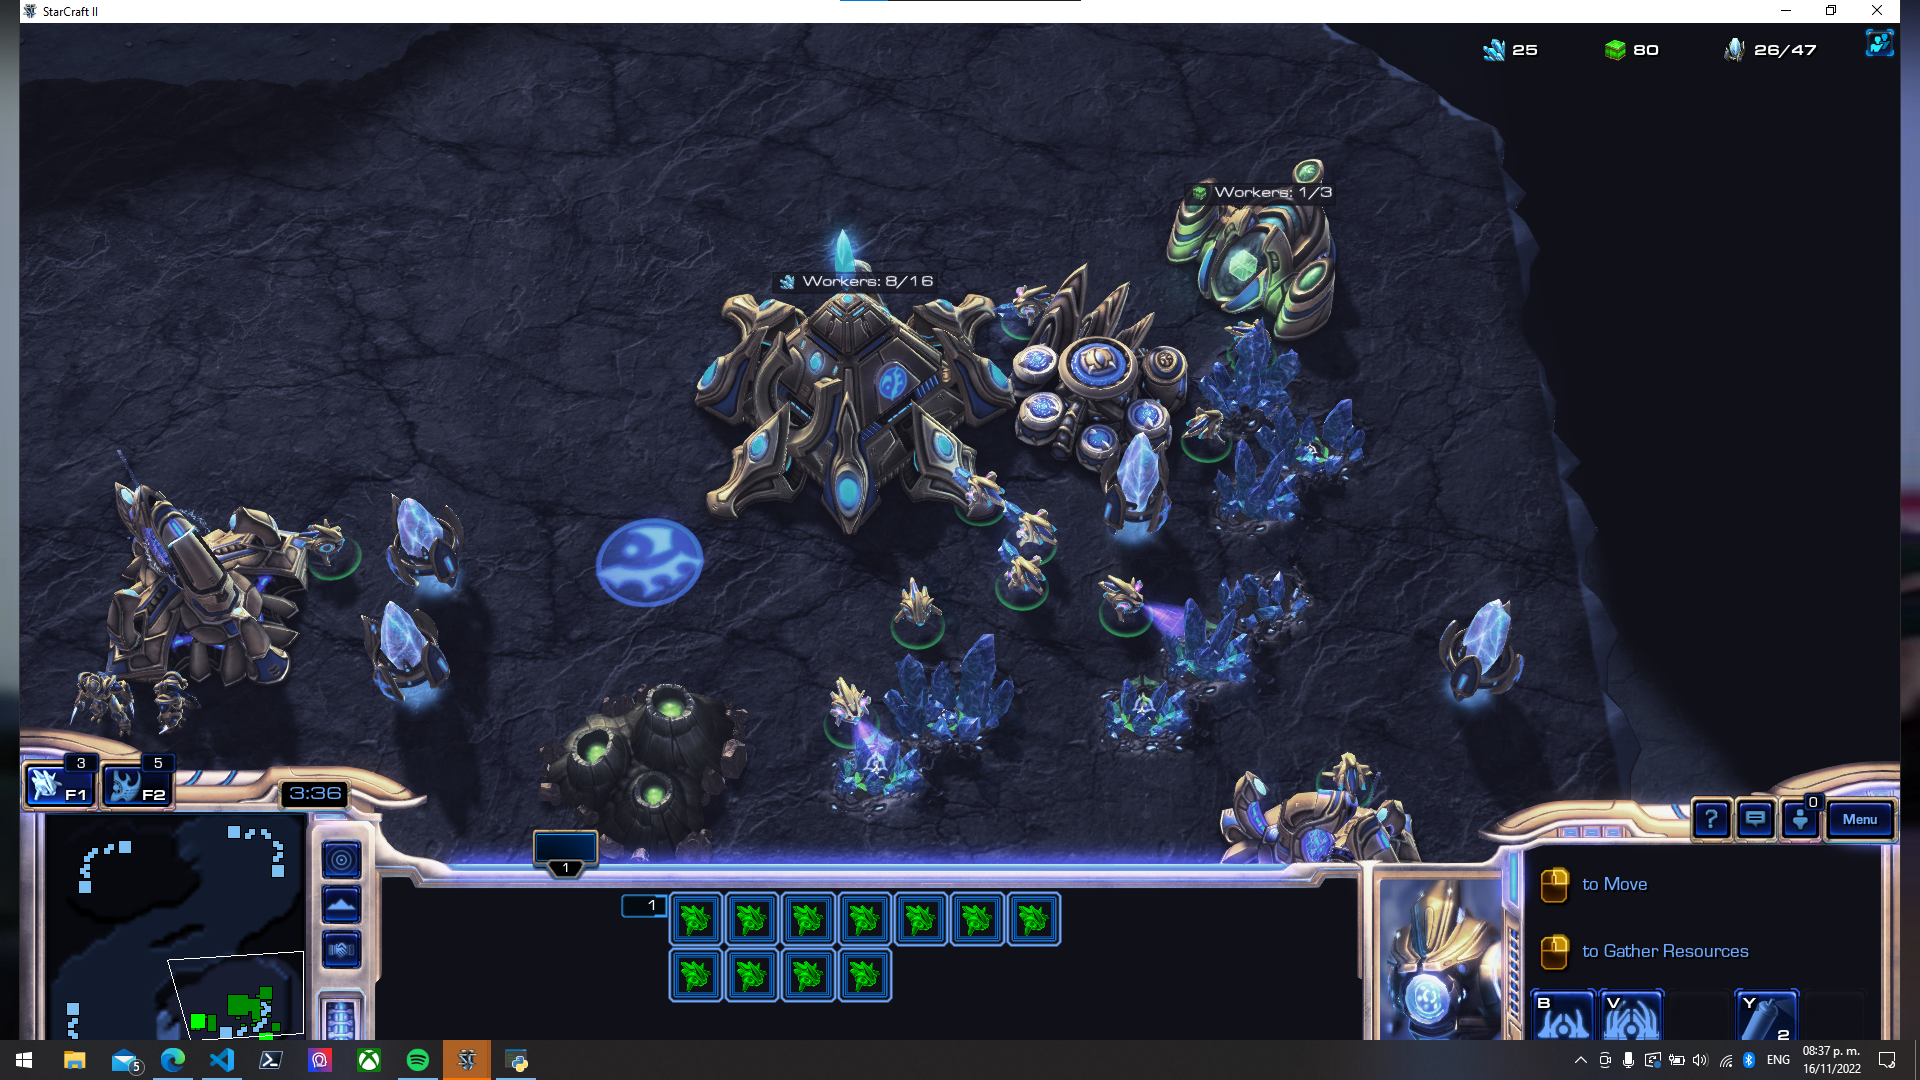 StarCraft II
25
80
26/47
Workers: 1/3
Workers: 8/16
3
5
F1
F2
3:36
0
?
Menu
1
1
to Move
to Gather Resources
B
V
Y
2
5
ENG
08:37 p. m.
16/11/2022